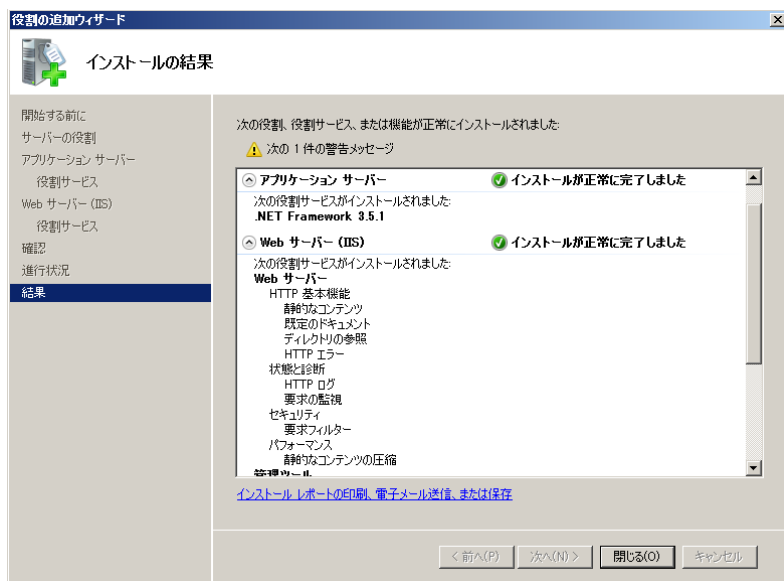 役割の追加ウィザード
インストールの結果
開始する前に
サーバーの役割
アプリケーション サーバー
役割サービス
Web サーバー (IIS)
役割サービス
確認
進行状況
結果
次の役割、役割サービス、または機能が正常にインストールされました:
次の 1 件の警告メッセージ
アプリケーション サーバー インストールが正常に完了しました
次の役割サービスがインストールされました:
.NET Framework 3.5.1
Web サーバー (IIS) インストールが正常に完了しました
次の役割サービスがインストールされました:
Web サーバー
HTTP 基本機能
静的なコンテンツ
既定のドキュメント
ディレクトリの参照
HTTP エラー
状態と診断
HTTP ログ
要求の監視
セキュリティ
要求フィルター
パフォーマンス
静的なコンテンツの圧縮
管理ツール
インストール レポートの印刷、電子メール送信、または保存
< 前へ(P) 次へ(N) > 閉じる(O) キャンセル